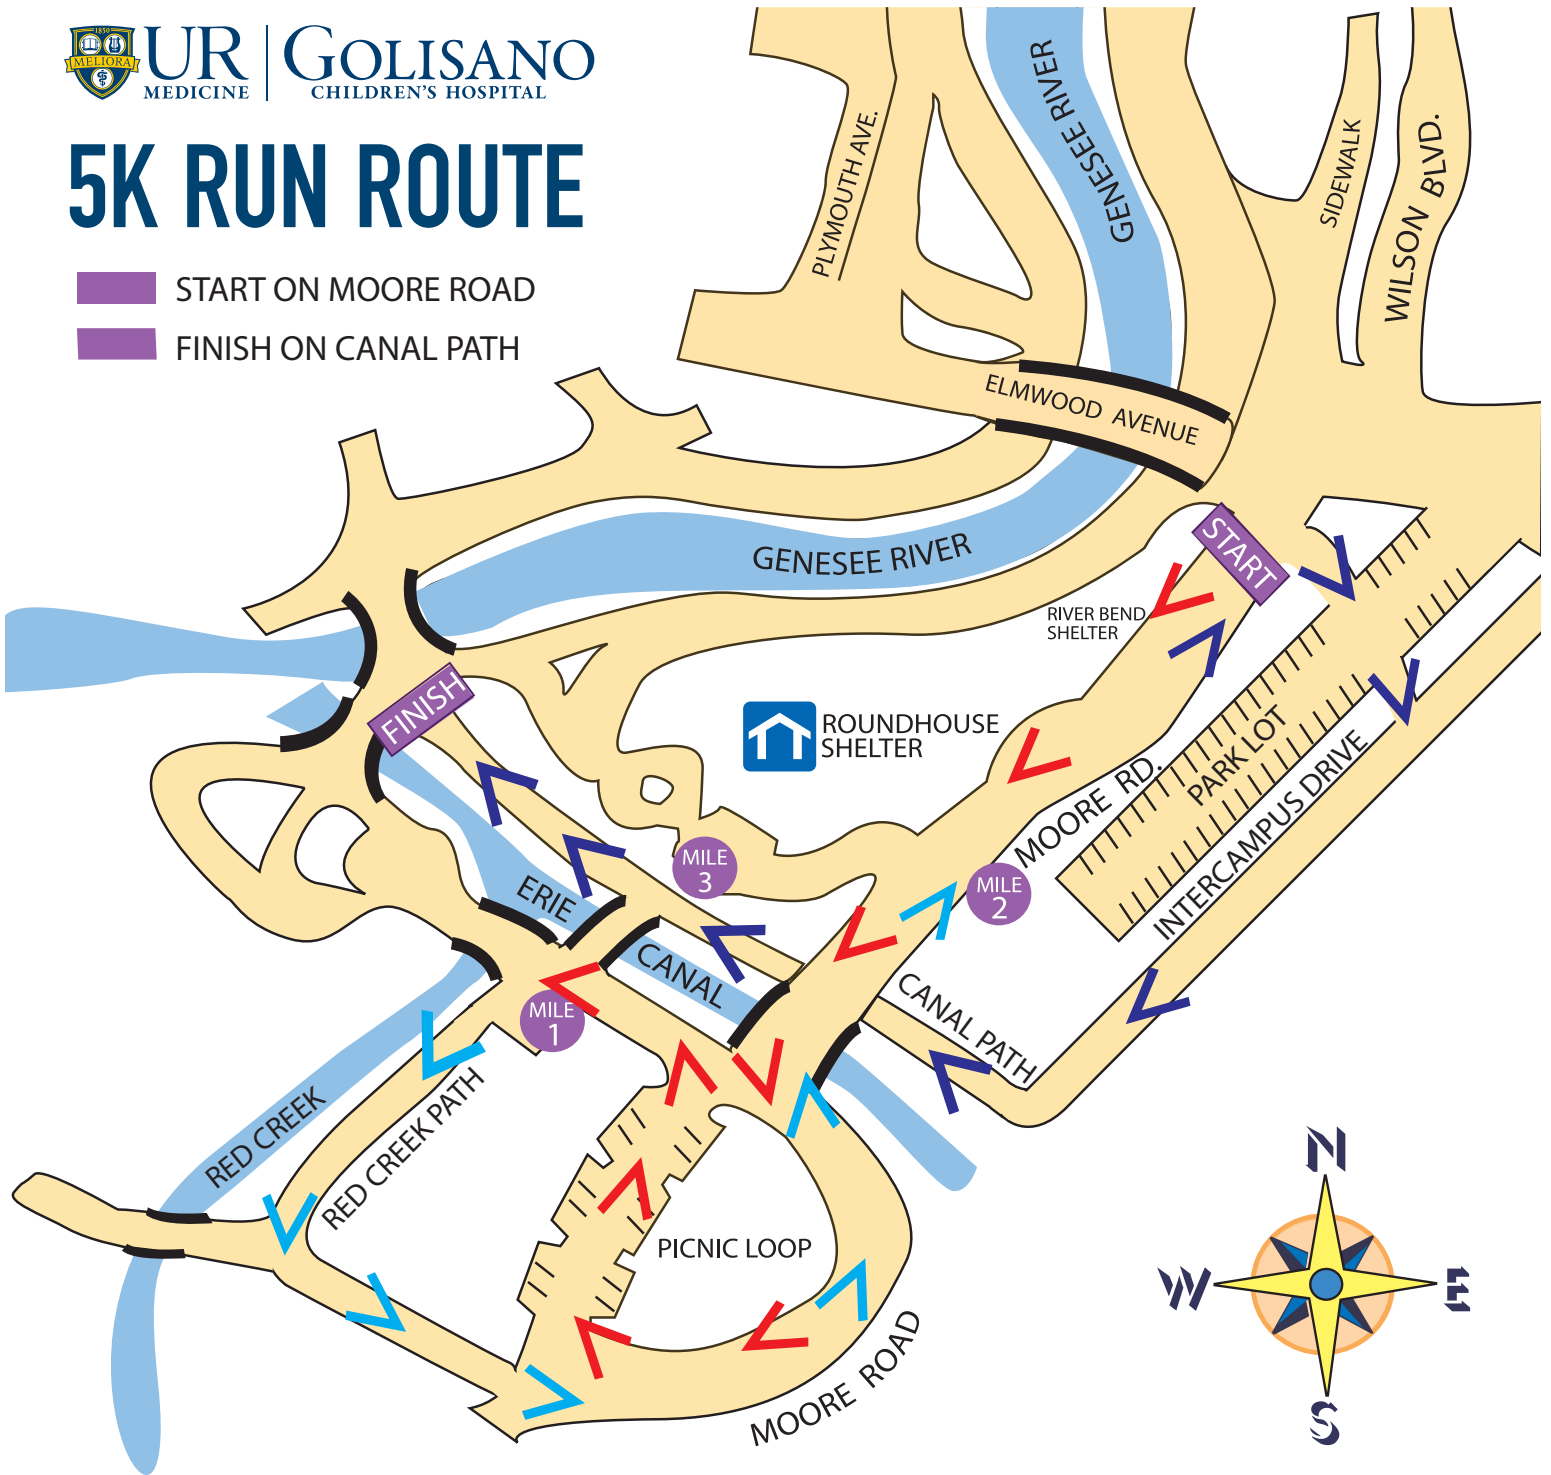 1850
MELIORA
UR
MEDICINE
GOLISANO
CHILDREN'S HOSPITAL
5K RUN ROUTE
START ON MOORE ROAD
FINISH ON CANAL PATH
PLYMOUTH AVE.
GENESEE RIVER
SIDEWALK
WILSON BLVD.
ELMWOOD AVENUE
GENESEE RIVER
START
RIVER BEND
SHELTER
FINISH
ROUNDHOUSE
SHELTER
MOORE RD.
PARK LOT
INTERCAMPUS DRIVE
MILE
3
MILE
2
ERIE
CANAL
CANAL PATH
MILE
1
RED CREEK
RED CREEK PATH
PICNIC LOOP
MOORE ROAD
N
W
E
S